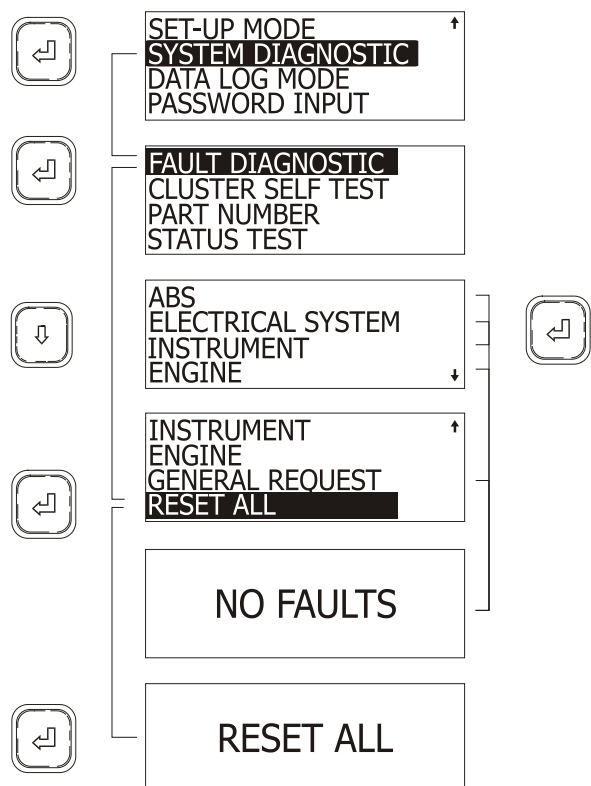 SET-UP MODE
SYSTEM DIAGNOSTIC
DATA LOG MODE
PASSWORD INPUT
FAULT DIAGNOSTIC
CLUSTER SELF TEST
PART NUMBER
STATUS TEST
ABS
ELECTRICAL SYSTEM
INSTRUMENT
ENGINE
INSTRUMENT
ENGINE
GENERAL REQUEST
RESET ALL
NO FAULTS
RESET ALL